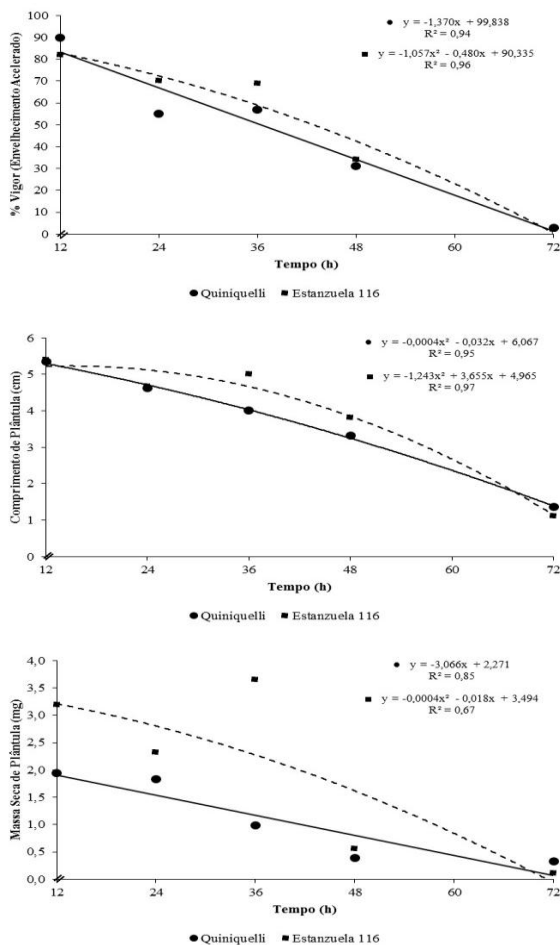 % Vigor (Envelhecimento Acelerado)
100
90
80
70
60
50
40
30
20
10
0
y = -1,370x + 99,838
R² = 0,94
y = -1,057x² - 0,480x + 90,335
R² = 0,96
12 24 36 48 60 72
Tempo (h)
Quiniquelli Estanzuela 116
Comprimento de Plântula (cm)
6
5
4
3
2
1
0
y = -0,0004x² - 0,032x + 6,067
R² = 0,95
y = -1,243x² + 3,655x + 4,965
R² = 0,97
12 24 36 48 60 72
Tempo (h)
Quiniquelli Estanzuela 116
Massa Seca de Plântula (mg)
4,0
3,5
3,0
2,5
2,0
1,5
1,0
0,5
0,0
y = -3,066x + 2,271
R² = 0,85
y = -0,0004x² - 0,018x + 3,494
R² = 0,67
12 24 36 48 60 72
Tempo (h)
Quiniquelli Estanzuela 116